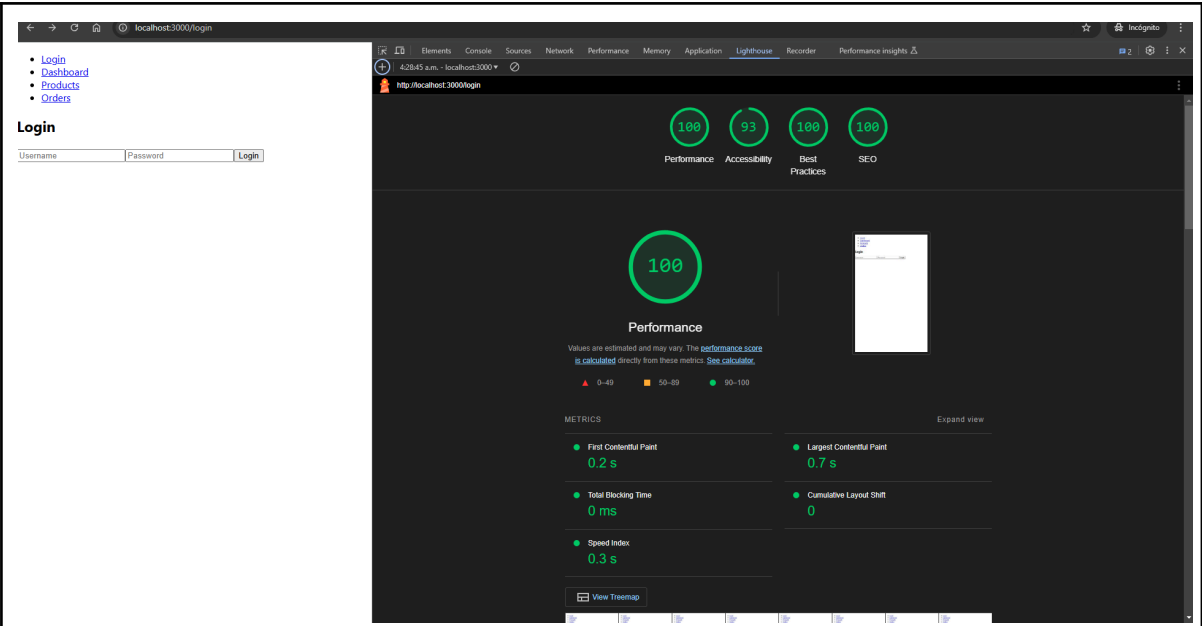 localhost:3000/login
Incógnito
Login
Dashboard
Products
Orders
Login
Username
Password
Login
Elements Console Sources Network Performance Memory Application Lighthouse Recorder Performance insights
2
4:28:45 a.m. - localhost:3000
http://localhost:3000/login
100 93 100 100
Performance Accessibility Best Practices SEO
100
Performance
Values are estimated and may vary. The performance score
is calculated directly from these metrics. See calculator.
0–49 50–89 90–100
METRICS
Expand view
First Contentful Paint
0.2 s
Largest Contentful Paint
0.7 s
Total Blocking Time
0 ms
Cumulative Layout Shift
0
Speed Index
0.3 s
View Treemap